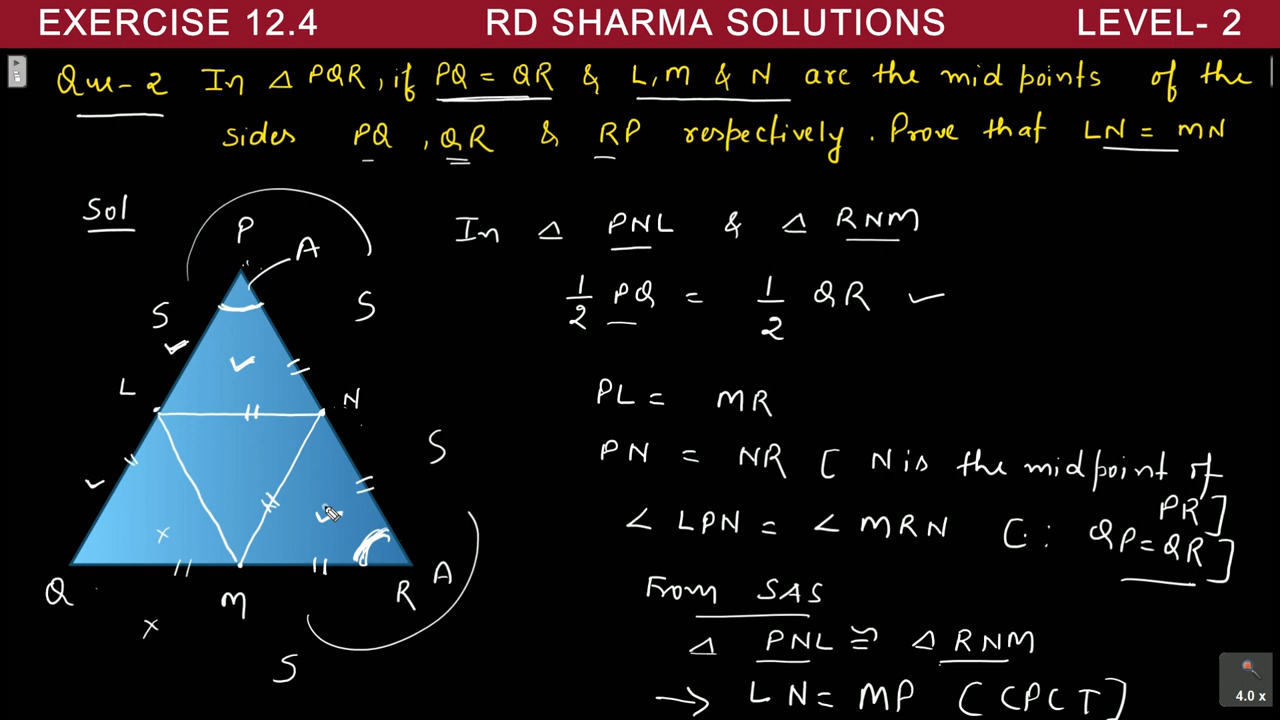 EXERCISE 12.4 RD SHARMA SOLUTIONS LEVEL- 2
Que-2 In Δ PQR, if PQ = QR & L, M & N are the mid points of the
sides PQ, QR & RP respectively. Prove that LN = MN
Sol
In Δ PNL & Δ RNM
1/2 PQ = 1/2 QR ✓
PL = MR
PN = NR [ N is the midpoint of
PR]
∠ LPN = ∠ MRN [∵ QP = QR]
From SAS
Δ PNL ≅ Δ RNM
→ LN = MP (CPCT]
P
A
S
S
L
N
S
Q
M
R
A
S
4.0 x